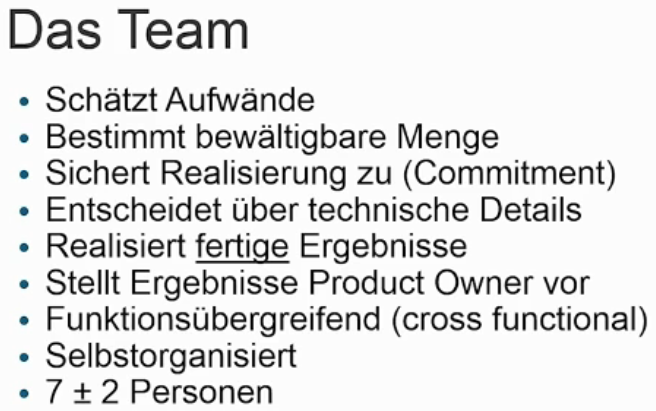 Das Team
• Schätzt Aufwände
• Bestimmt bewältigbare Menge
• Sichert Realisierung zu (Commitment)
• Entscheidet über technische Details
• Realisiert fertige Ergebnisse
• Stellt Ergebnisse Product Owner vor
• Funktionsübergreifend (cross functional)
• Selbstorganisiert
• 7 ± 2 Personen